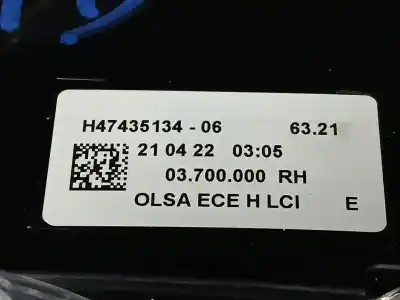 H47435134 - 06 63.21
21 04 22 03:05
03.700.000 RH
OLSA ECE H LCI E